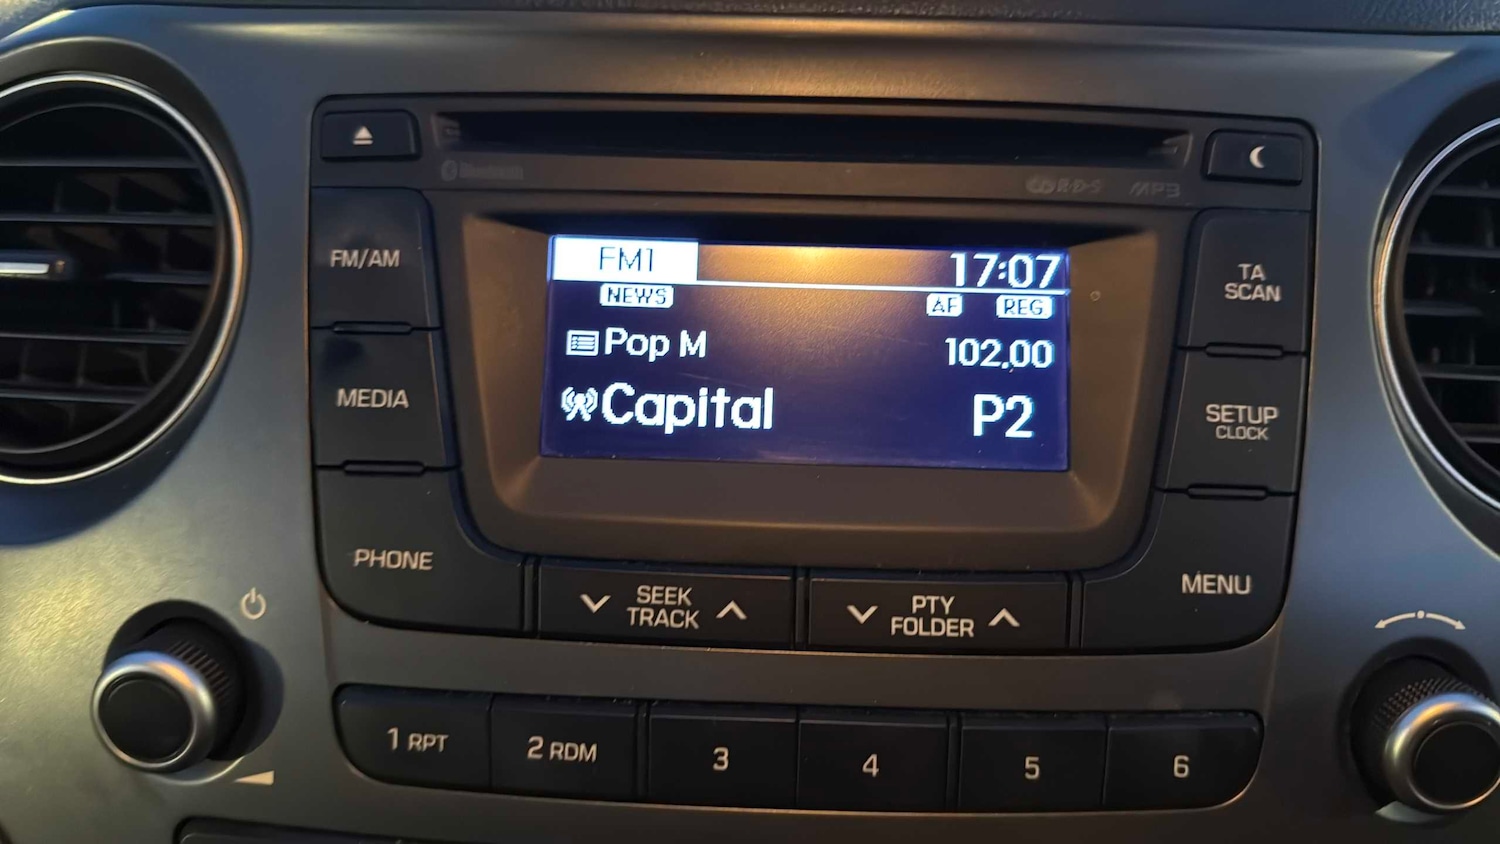 Bluetooth
R·D·S MP3
FM/AM
FM1 17:07
NEWS AF REG
Pop M 102.00
Capital P2
TA
SCAN
MEDIA
SETUP
CLOCK
PHONE
SEEK
TRACK
PTY
FOLDER
MENU
1 RPT 2 RDM 3 4 5 6